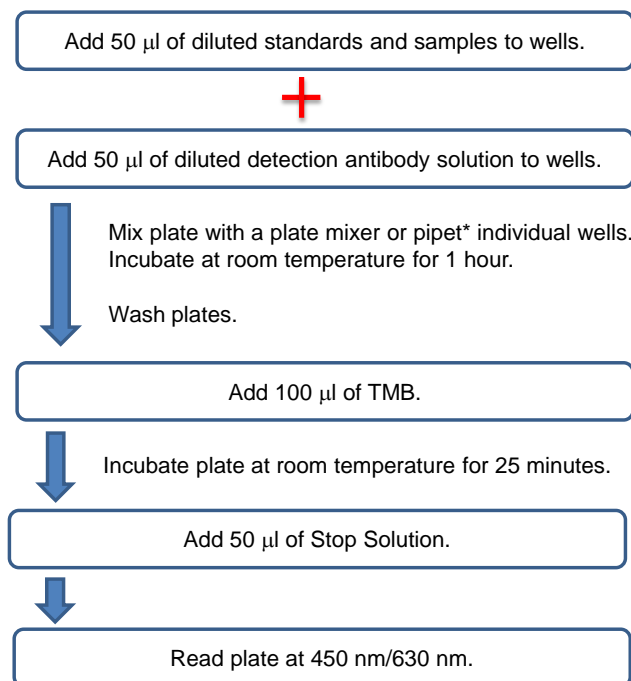 Add 50 μl of diluted standards and samples to wells.
Add 50 μl of diluted detection antibody solution to wells.
Mix plate with a plate mixer or pipet* individual wells.
Incubate at room temperature for 1 hour.
Wash plates.
Add 100 μl of TMB.
Incubate plate at room temperature for 25 minutes.
Add 50 μl of Stop Solution.
Read plate at 450 nm/630 nm.